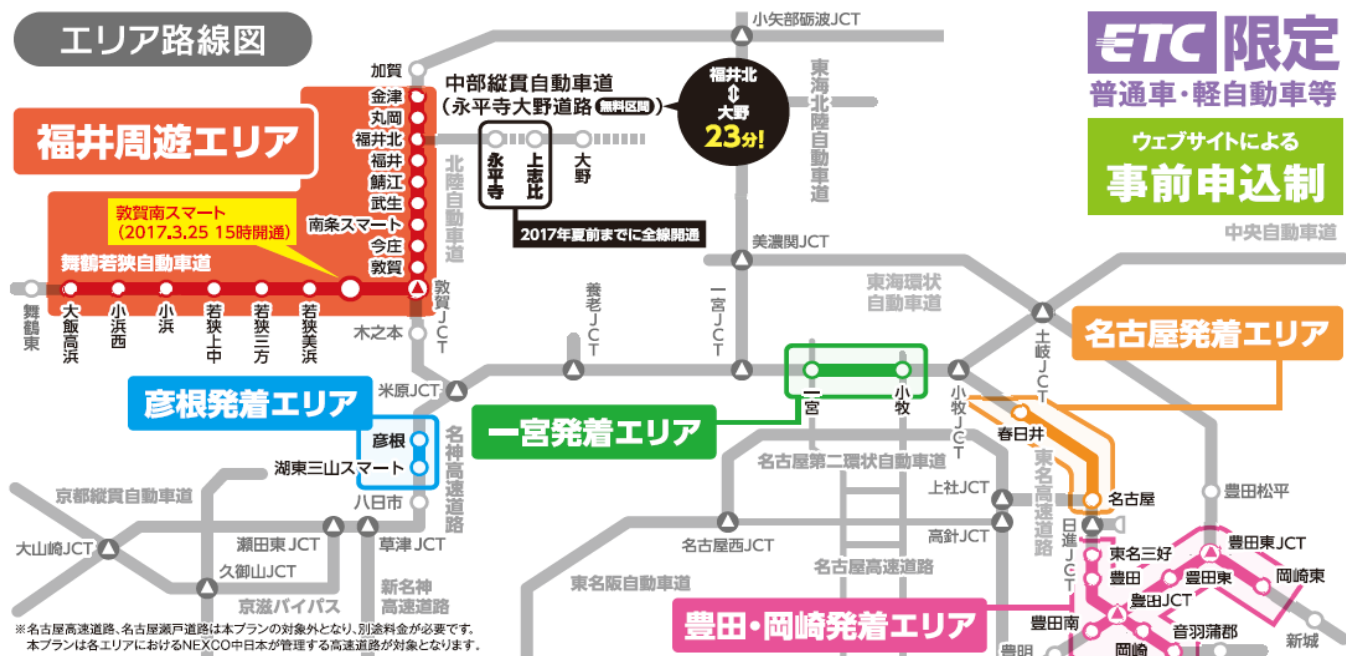 エリア路線図
ETC限定
普通車・軽自動車等
ウェブサイトによる
事前申込制
小矢部砺波JCT
加賀
金津
丸岡
福井北
福井
鯖江
武生
南条スマート
今庄
敦賀
福井周遊エリア
中部縦貫自動車道
(永平寺大野道路 無料区間)
福井北
⇕
大野
23分!
東海北陸自動車道
北陸自動車道
永平寺
上志比
大野
2017年夏前までに全線開通
敦賀南スマート
(2017.3.25 15時開通)
舞鶴若狭自動車道
舞鶴東
大飯高浜
小浜西
小浜
若狭上中
若狭三方
若狭美浜
敦賀JCT
木之本
米原JCT
養老JCT
一宮JCT
美濃関JCT
東海環状
自動車道
中央自動車道
土岐JCT
名古屋発着エリア
彦根発着エリア
彦根
湖東三山スマート
八日市
名神高速道路
一宮発着エリア
一宮
小牧
小牧JCT
春日井
名古屋
東名高速道路
名古屋第二環状自動車道
上社JCT
高針JCT
名古屋西JCT
名古屋高速道路
東名阪自動車道
京都縦貫自動車道
大山崎JCT
瀬田東JCT
草津JCT
久御山JCT
京滋バイパス
新名神
高速道路
日進JCT
豊田松平
東名三好
豊田
豊田東JCT
豊田東
岡崎東
豊田JCT
豊田南
豊田・岡崎発着エリア
豊明
岡崎
音羽蒲郡
新城
※名古屋高速道路、名古屋瀬戸道路は本プランの対象外となり、別途料金が必要です。
本プランは各エリアにおけるNEXCO中日本が管理する高速道路が対象となります。